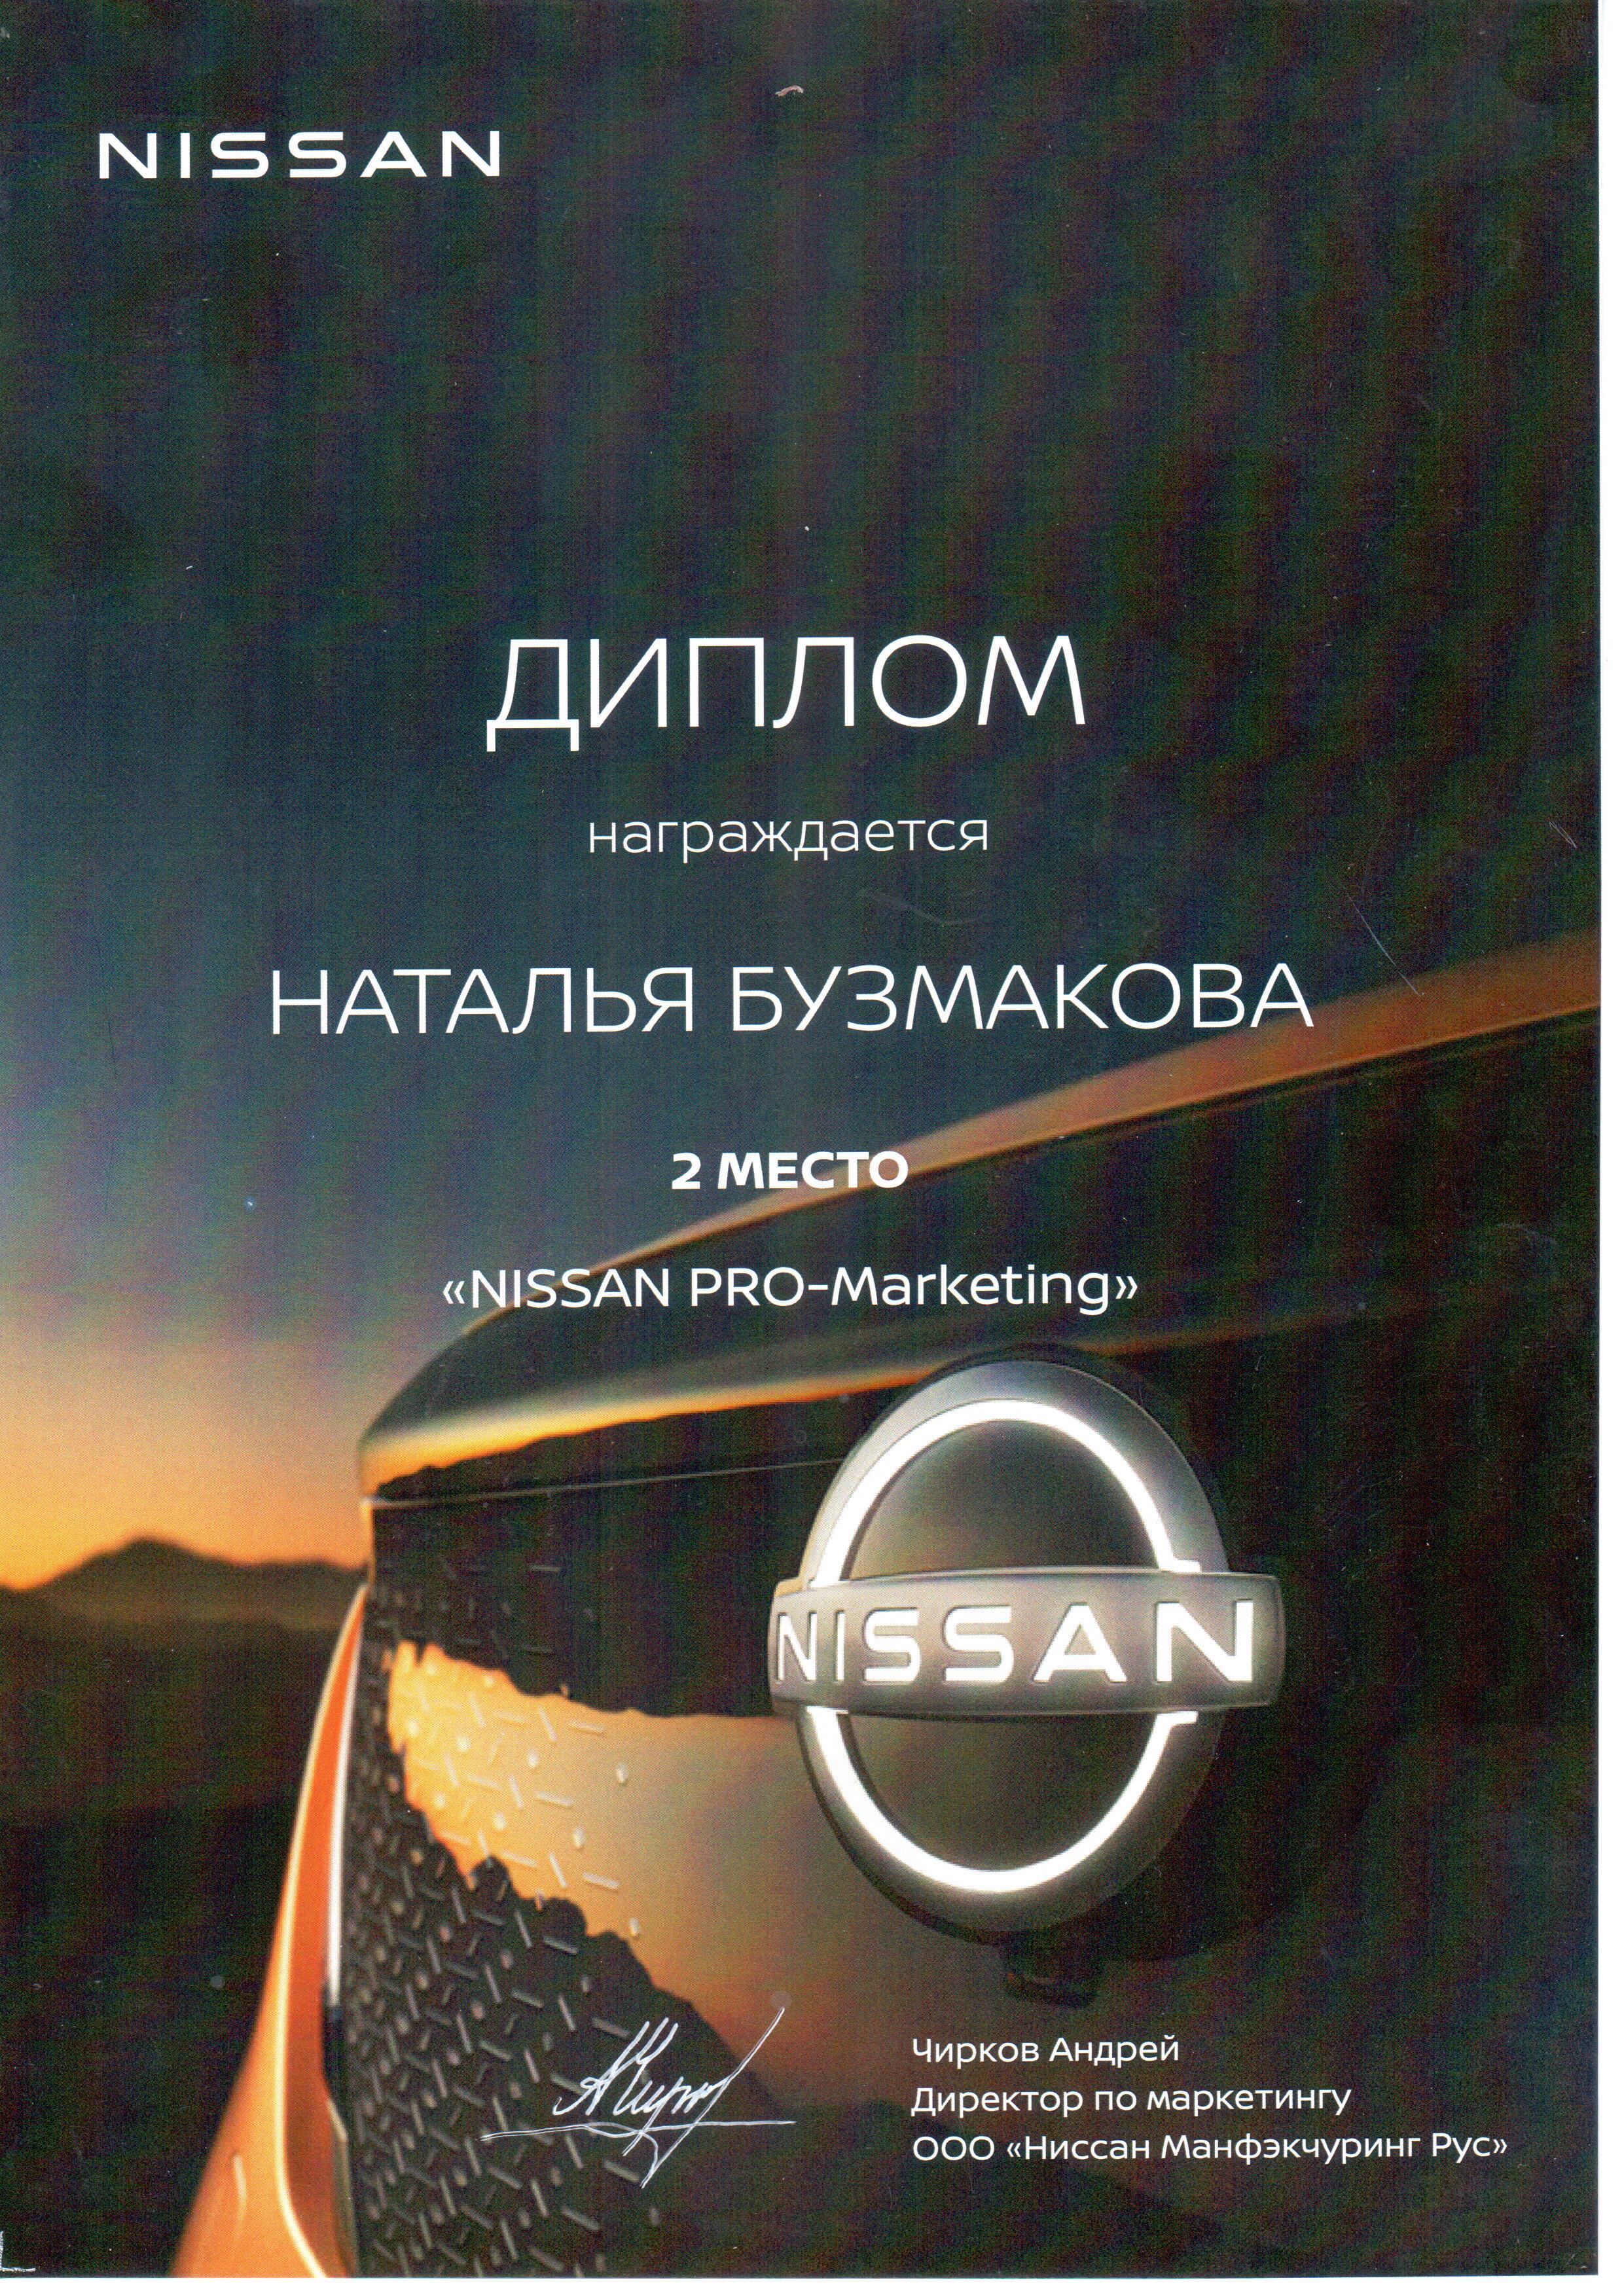 NISSAN
ДИПЛОМ
награждается
НАТАЛЬЯ БУЗМАКОВА
2 МЕСТО
«NISSAN PRO-Marketing»
NISSAN
Чирков Андрей
Директор по маркетингу
ООО «Ниссан Манфэкчуринг Рус»